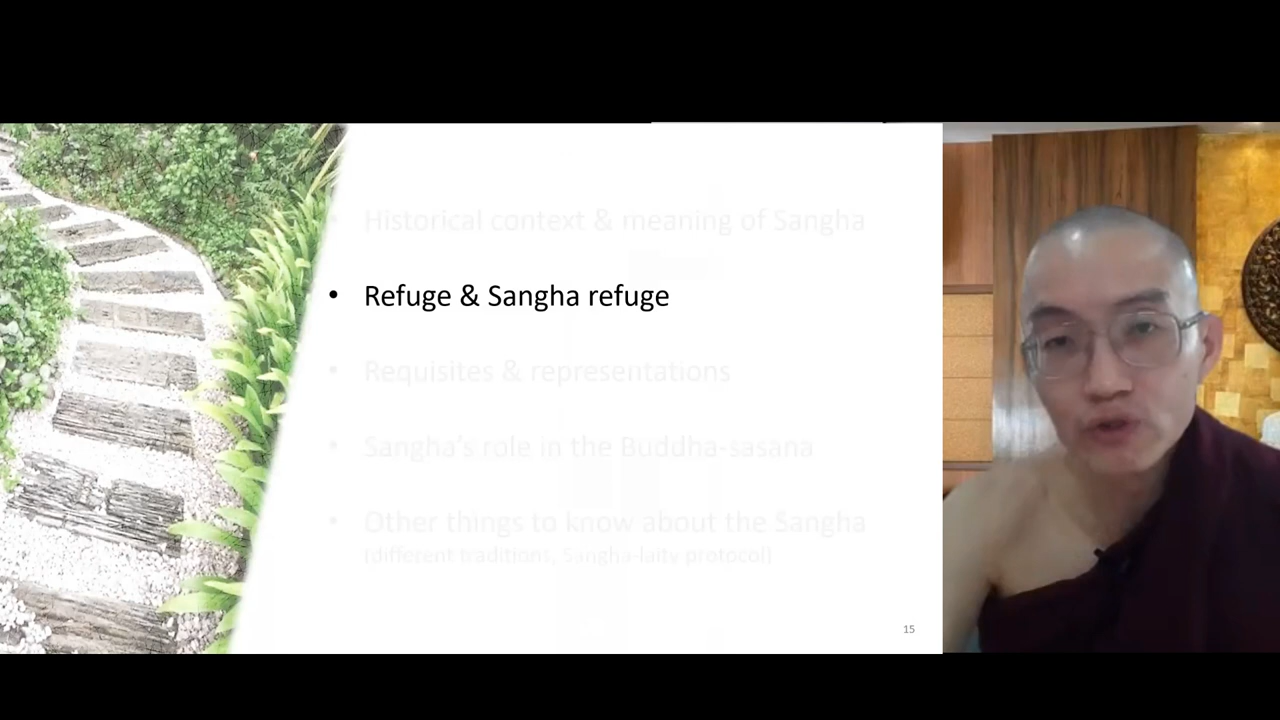 • Historical context & meaning of Sangha
• Refuge & Sangha refuge
• Requisites & representations
• Sangha's role in the Buddha-sasana
• Other things to know about the Sangha
(different traditions, Sangha-laity protocol)
15